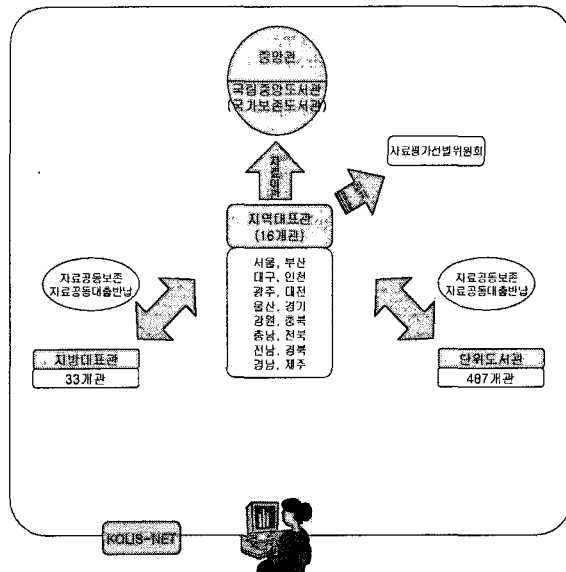 중앙관
국립중앙도서관
(국가보존도서관)
자료이관
자료평가선별위원회
지역대표관
(16개관)
서울, 부산
대구, 인천
광주, 대전
울산, 경기
강원, 충북
충남, 전북
전남, 경북
경남, 제주
자료공동보존
자료공동대출반납
자료공동보존
자료공동대출반납
지방대표관
33개관
단위도서관
487개관
KOLIS-NET